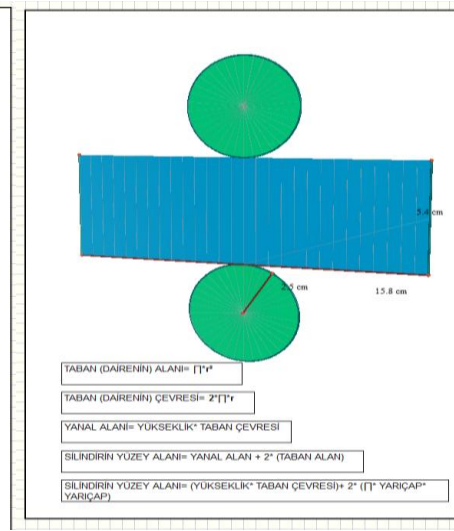 5.4 cm
2.5 cm
15.8 cm
TABAN (DAİRENİN) ALANI= ∏*r²
TABAN (DAİRENİN) ÇEVRESİ= 2*∏*r
YANAL ALANI= YÜKSEKLİK* TABAN ÇEVRESİ
SİLİNDİRİN YÜZEY ALANI= YANAL ALAN + 2* (TABAN ALAN)
SİLİNDİRİN YÜZEY ALANI= (YÜKSEKLİK* TABAN ÇEVRESİ)+ 2* (∏* YARIÇAP*
YARIÇAP)